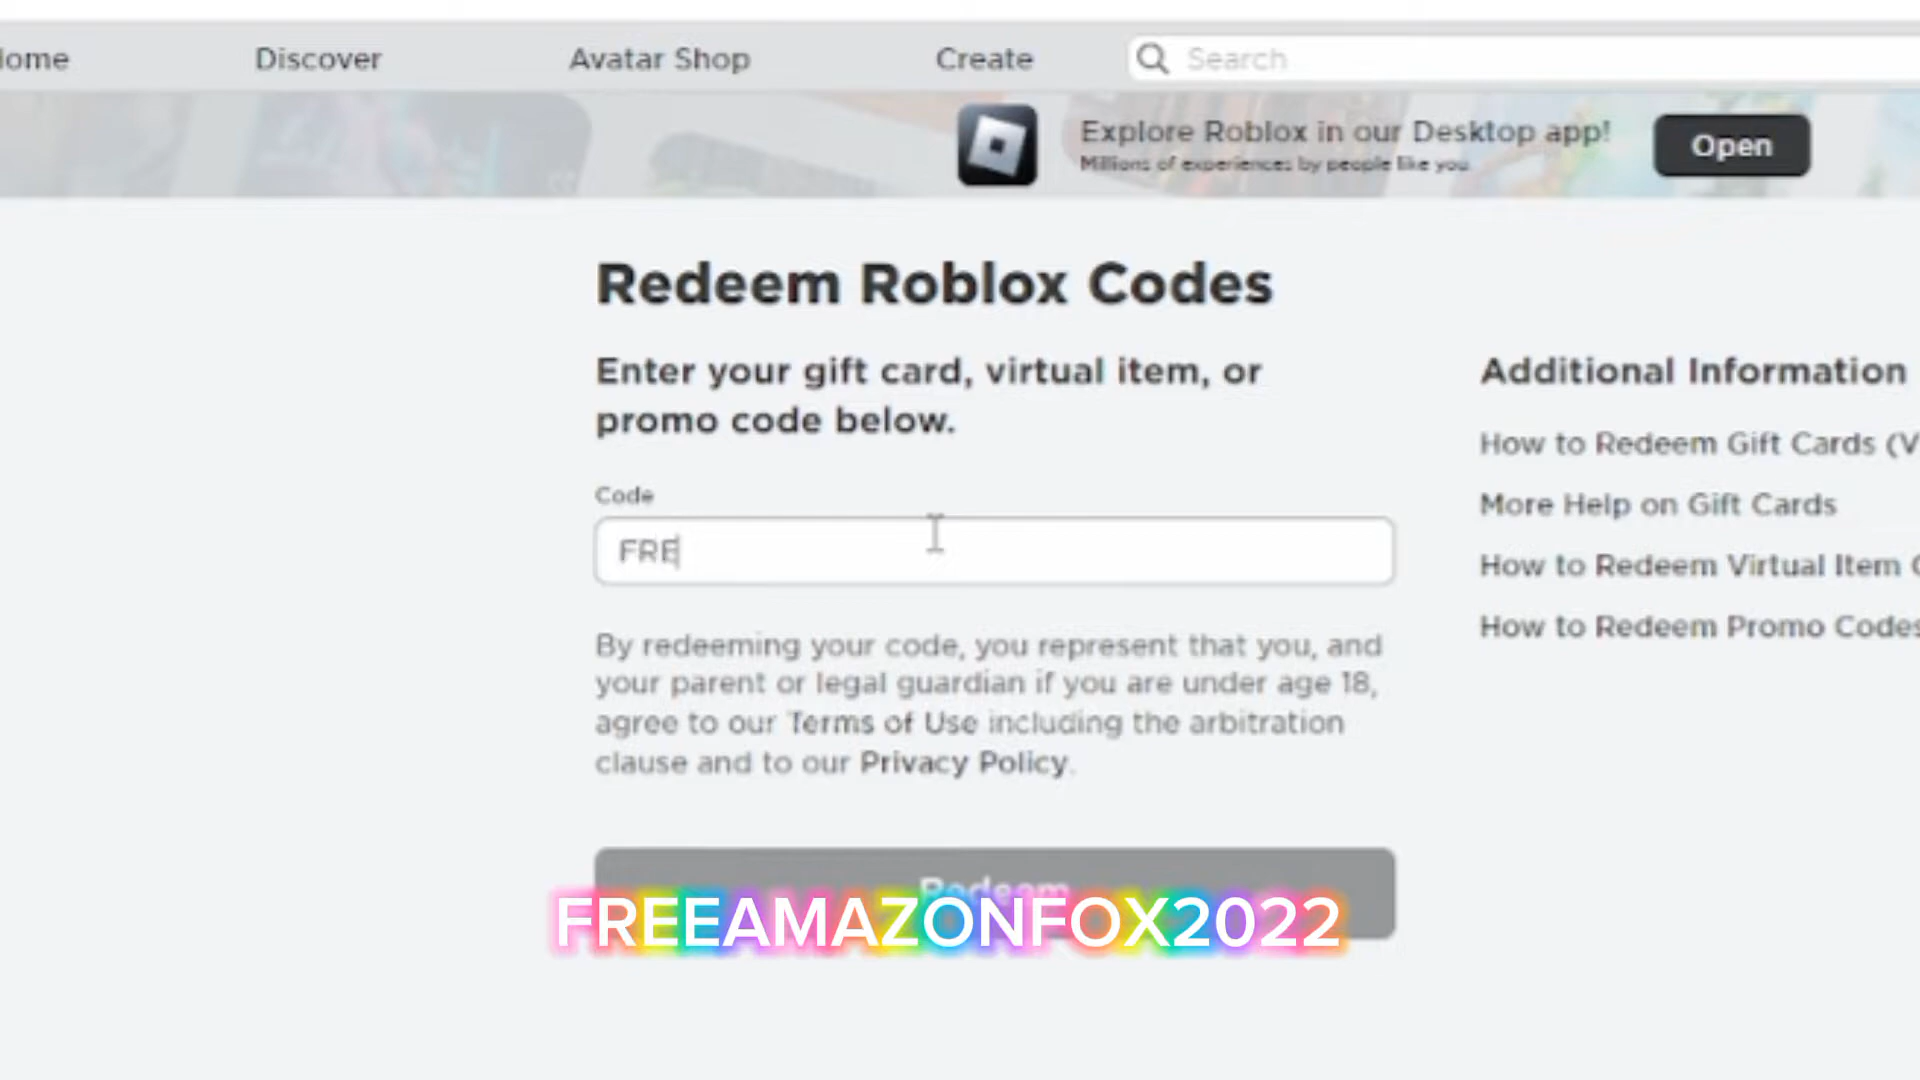 Home
Discover
Avatar Shop
Create
Search
Explore Roblox in our Desktop app!
Millions of experiences by people like you.
Open
Redeem Roblox Codes
Enter your gift card, virtual item, or
promo code below.
Code
FRE
By redeeming your code, you represent that you, and
your parent or legal guardian if you are under age 18,
agree to our Terms of Use including the arbitration
clause and to our Privacy Policy.
Redeem
FREEAMAZONFOX2022
Additional Information
How to Redeem Gift Cards (V
More Help on Gift Cards
How to Redeem Virtual Item
How to Redeem Promo Codes